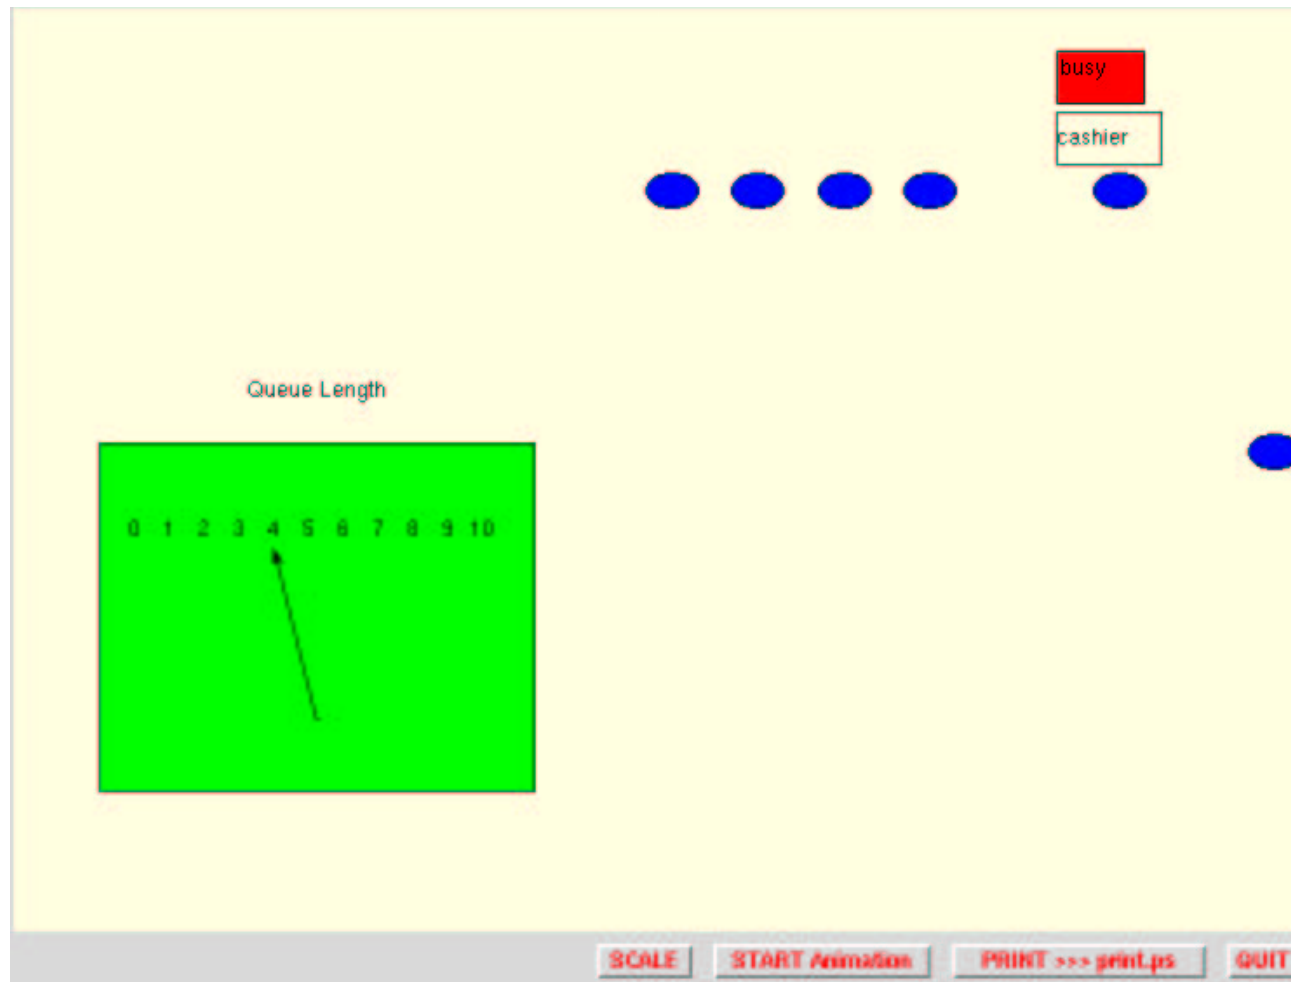 busy
cashier
Queue Length
0 1 2 3 4 5 6 7 8 9 10
SCALE START Animation PRINT >>> print.ps QUIT